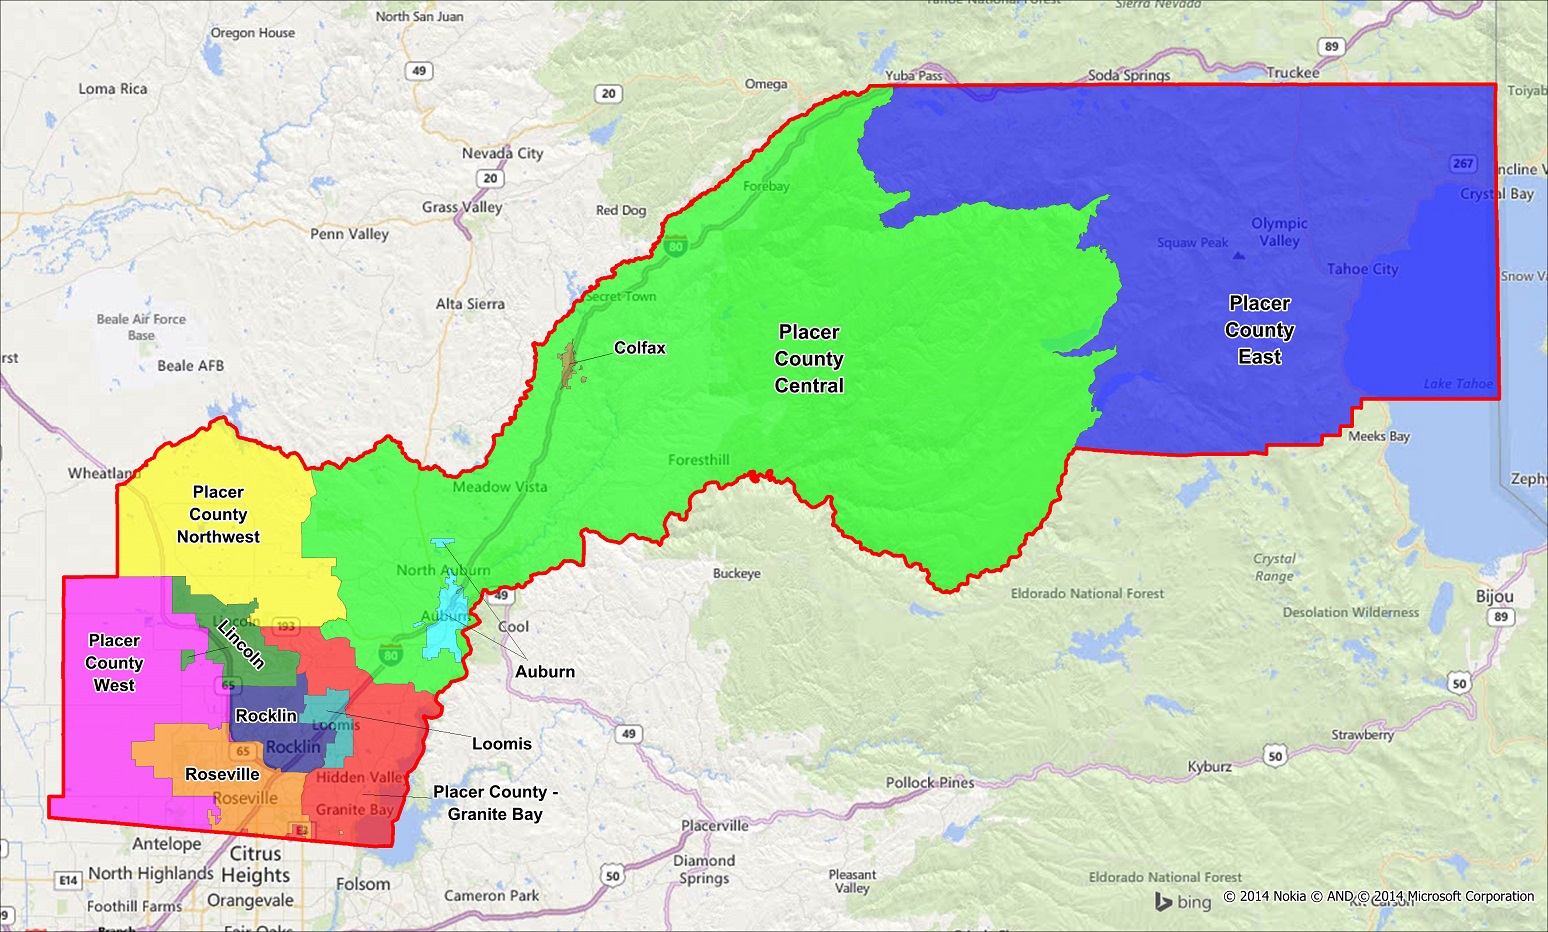 Sierra Nevada
North San Juan
Oregon House
89
49
Yuba Pass
Soda Springs
Truckee
Omega
Loma Rica
20
Nevada City
267
20
Forebay
Crystal Bay
Grass Valley
Red Dog
Penn Valley
Olympic
Valley
Squaw Peak
80
Tahoe City
Secret Town
Alta Sierra
Beale Air Force
Base
Placer
County
East
Placer
County
Central
Colfax
Beale AFB
Lake Tahoe
Meeks Bay
Wheatland
Foresthill
Meadow Vista
Placer
County
Northwest
North Auburn
Buckeye
Crystal
Range
49
Eldorado National Forest
Bijou
Desolation Wilderness
89
Auburn
Cool
Lincoln
193
Lincoln
Placer
County
West
80
Auburn
65
50
Rocklin
Loomis
Rocklin
Loomis
49
Strawberry
65
50
Kyburz
Roseville
Hidden Valle
Pollock Pines
Placer County -
Granite Bay
Roseville
Granite Bay
E3
Placerville
Antelope
Citrus
Heights
Diamond
Springs
North Highlands
E14
50
Pleasant
Valley
Folsom
Eldorado National Forest
Cameron Park
Orangevale
Foothill Farms
bing
© 2014 Nokia © AND © 2014 Microsoft Corporation
Fair Oaks